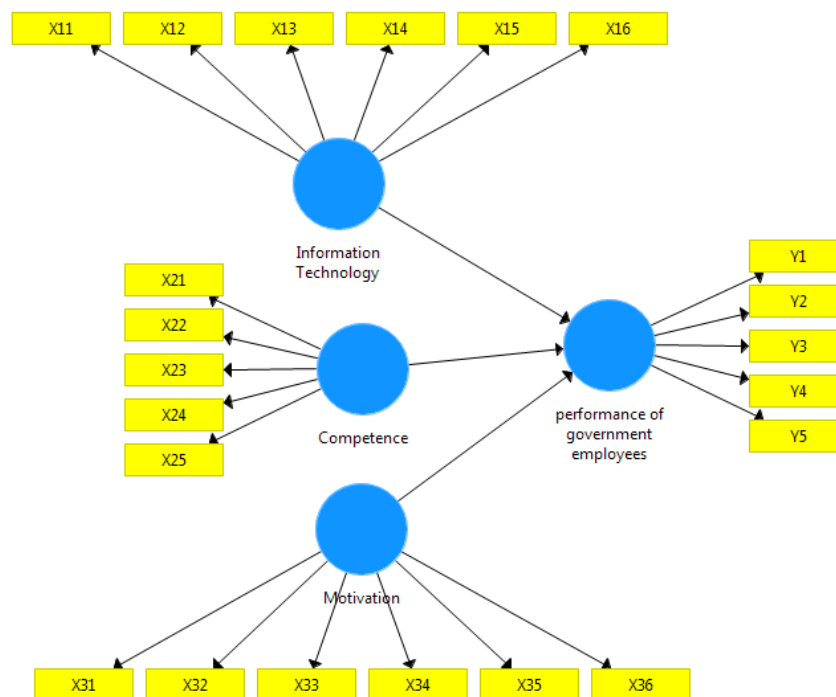 X11
X12
X13
X14
X15
X16
Information
Technology
X21
X22
X23
X24
X25
Competence
Y1
Y2
Y3
Y4
Y5
performance of
government
employees
Motivation
X31
X32
X33
X34
X35
X36